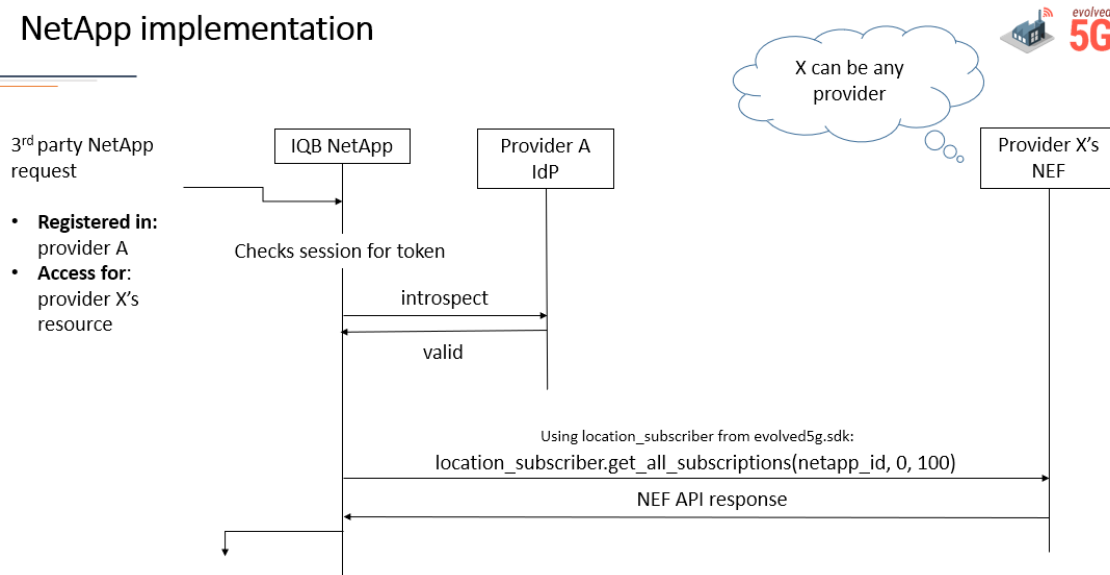 NetApp implementation
evolved
5G
X can be any
provider
3rd party NetApp
request
• Registered in:
provider A
• Access for:
provider X's
resource
IQB NetApp
Provider A
IdP
Provider X's
NEF
Checks session for token
introspect
valid
Using location_subscriber from evolved5g.sdk:
location_subscriber.get_all_subscriptions(netapp_id, 0, 100)
NEF API response